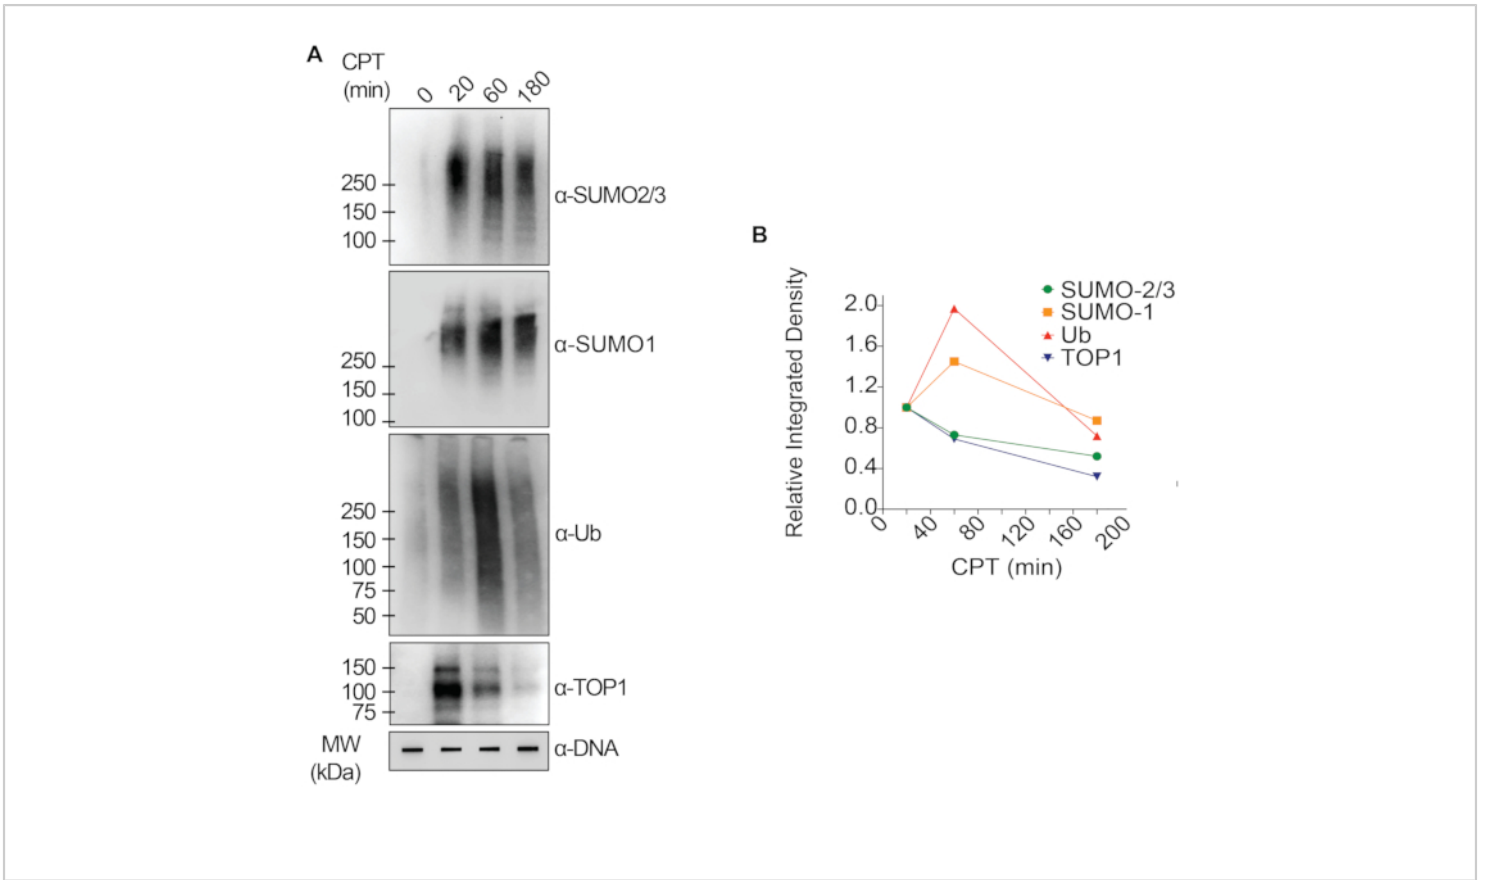 A
CPT
(min)
0 20 60 180
250
150
100
α-SUMO2/3
250
150
100
α-SUMO1
250
150
100
75
50
α-Ub
150
100
75
α-TOP1
MW
(kDa)
α-DNA
B
Relative Integrated Density
2.0
1.6
1.2
0.8
0.4
0.0
0 40 80 120 160 200
CPT (min)
SUMO-2/3
SUMO-1
Ub
TOP1